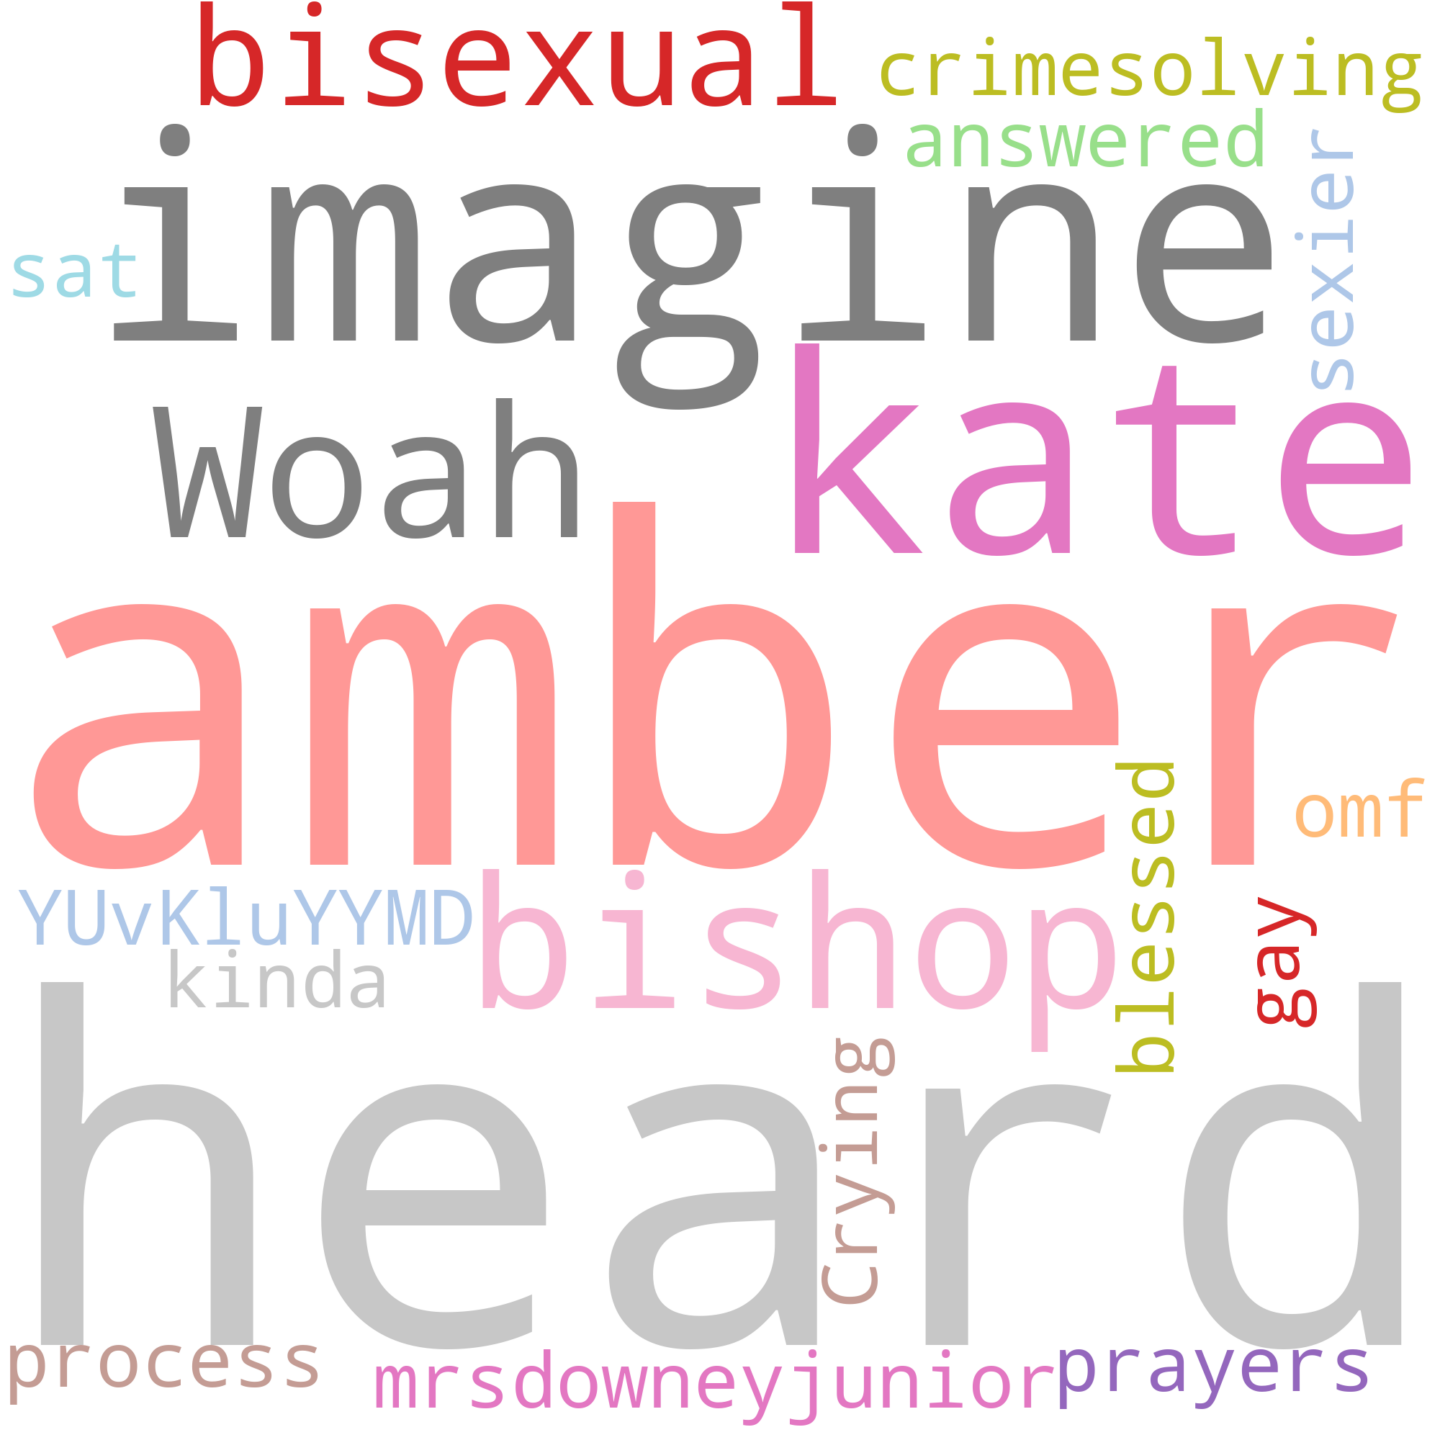 bisexual
crimesolving
answered
imagine
sexier
sat
kate
Woah
amber
blessed
omf
YUvKluYYMD
bishop
gay
kinda
heard
Crying
process
mrsdowneyjunior
prayers